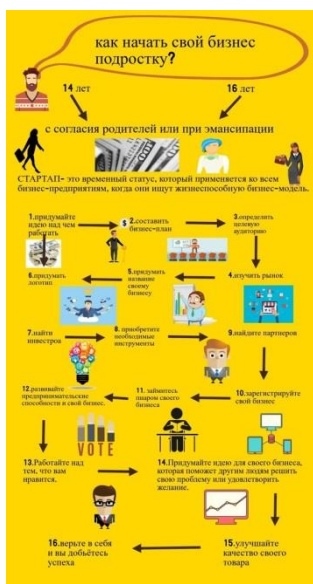 как начать свой бизнес
подростку?
14 лет
16 лет
с согласия родителей или при эмансипации
СТАРТАП- это временный статус, который применяется ко всем
бизнес-предприятиям, когда они ищут жизнеспособную бизнес-модель.
1.придумайте
идею над чем
работать
$ 2.составить
бизнес-план
3.определить
целевую
аудиторию
4.изучить рынок
5.придумать
название
своему
бизнесу
6.придумать
логотип
7.найти
инвесторов
8. приобретите
необходимые
инструменты
9.найдите партнеров
10.зарегистрируйте
свой бизнес
11. займитесь
пиаром своего
бизнеса
12.развивайте
предпринимательские
способности в свой бизнес.
VOTE
13.Работайте над
тем, что вам
нравится.
14.Придумайте идею для своего бизнеса,
которая поможет другим людям решить
свою проблему или удовлетворить
желание.
15.улучшайте
качество своего
товара
16.верьте в себя
и вы добьётесь
успеха